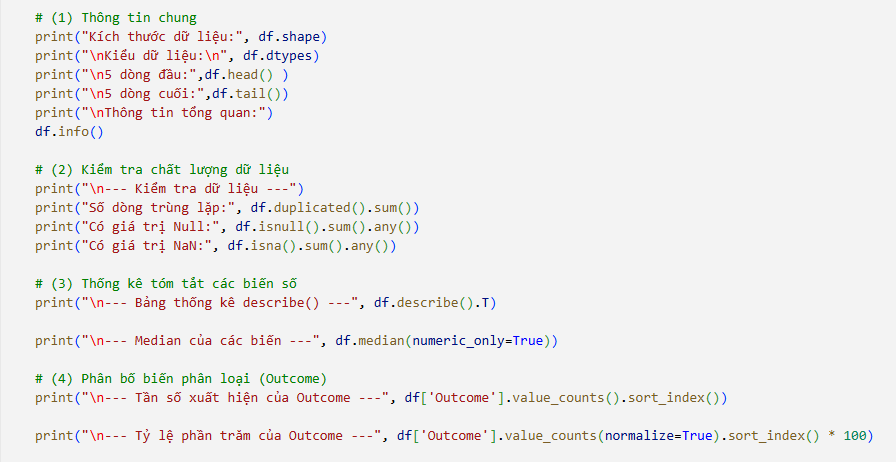 # (1) Thông tin chung
print("Kích thước dữ liệu:", df.shape)
print("\nKiểu dữ liệu:\n", df.dtypes)
print("\n5 dòng đầu:",df.head() )
print("\n5 dòng cuối:",df.tail())
print("\nThông tin tổng quan:")
df.info()
# (2) Kiểm tra chất lượng dữ liệu
print("\n--- Kiểm tra dữ liệu ---")
print("Số dòng trùng lặp:", df.duplicated().sum())
print("Có giá trị Null:", df.isnull().sum().any())
print("Có giá trị NaN:", df.isna().sum().any())
# (3) Thống kê tóm tắt các biến số
print("\n--- Bảng thống kê describe() ---", df.describe().T)
print("\n--- Median của các biến ---", df.median(numeric_only=True))
# (4) Phân bố biến phân loại (Outcome)
print("\n--- Tần số xuất hiện của Outcome ---", df['Outcome'].value_counts().sort_index())
print("\n--- Tỷ lệ phần trăm của Outcome ---", df['Outcome'].value_counts(normalize=True).sort_index() * 100)